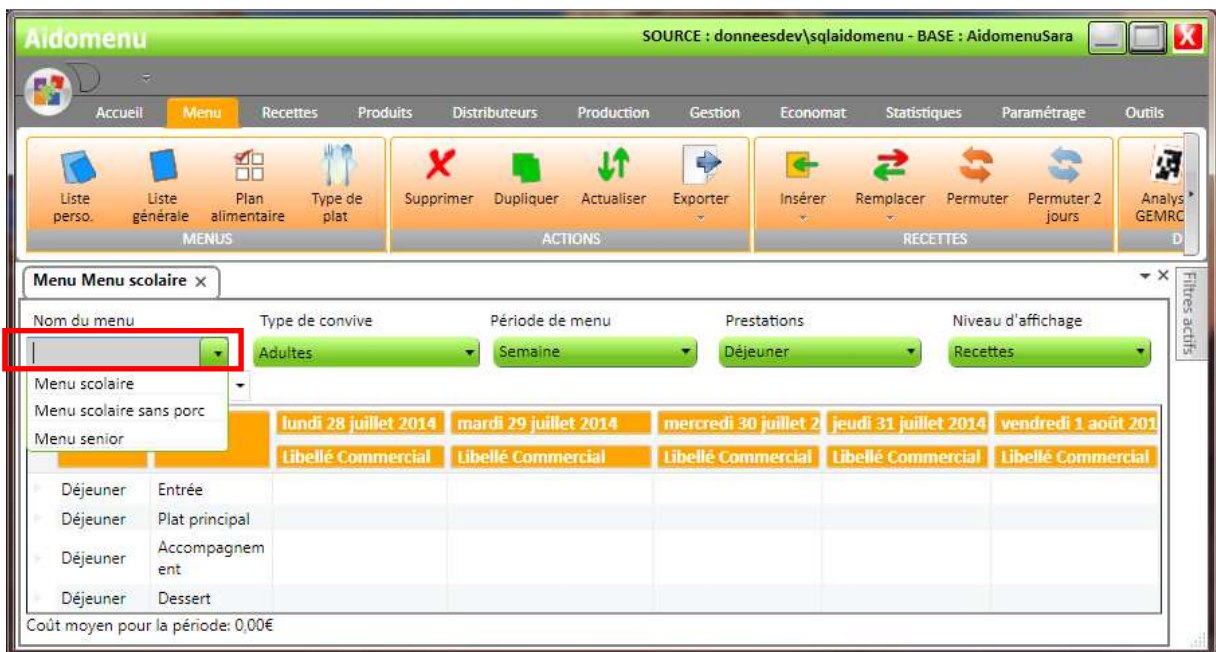 Aidomenu
SOURCE : donneesdev\sqlaidomenu - BASE : AidomenuSara
Accueil Menu Recettes Produits Distributeurs Production Gestion Economat Statistiques Paramétrage Outils
Liste perso. Liste générale Plan alimentaire Type de plat Supprimer Dupliquer Actualiser Exporter Insérer Remplacer Permuter Permuter 2 jours Analys GEMRC
MENUS ACTIONS RECETTES D
Menu Menu scolaire
Filtres actifs
Nom du menu Type de convive Période de menu Prestations Niveau d'affichage
Adultes Semaine Déjeuner Recettes
Menu scolaire
Menu scolaire sans porc
Menu senior
lundi 28 juillet 2014 mardi 29 juillet 2014 mercredi 30 juillet 2 jeudi 31 juillet 2014 vendredi 1 août 201
Libellé Commercial Libellé Commercial Libellé Commercial Libellé Commercial Libellé Commercial
Déjeuner Entrée
Déjeuner Plat principal
Déjeuner Accompagnem
ent
Déjeuner Dessert
Coût moyen pour la période: 0,00€